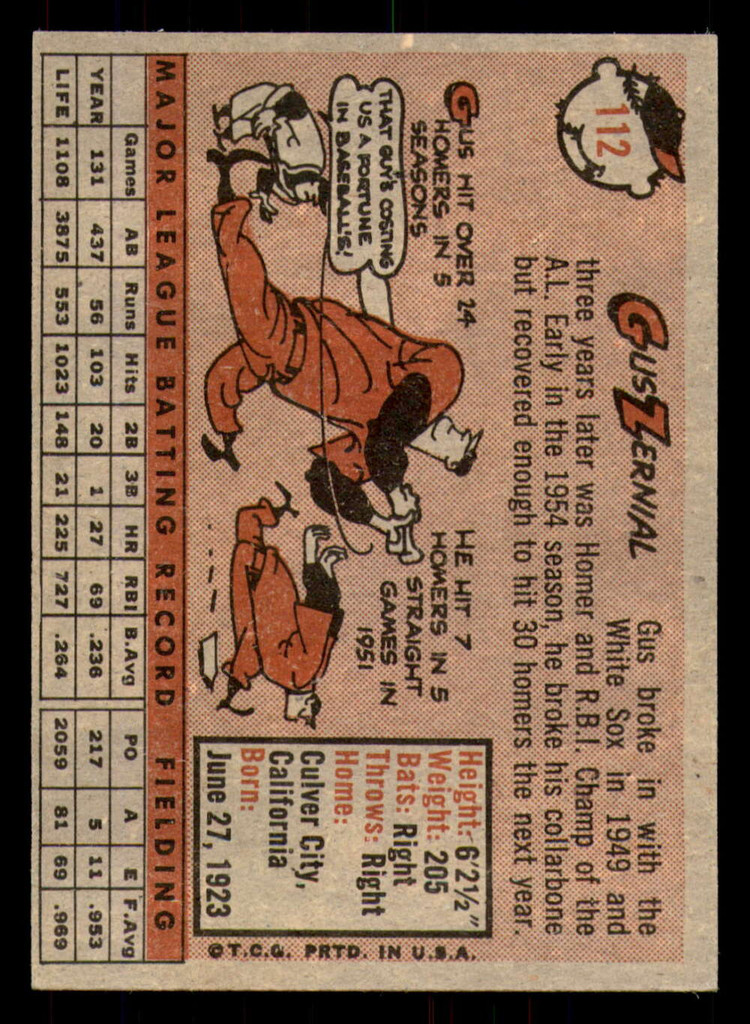 112
GUS ZERNIAL
Gus broke in with the
White Sox in 1949 and
three years later was Homer and R.B.I. Champ of the
A.L. Early in the 1954 season, he broke his collarbone
but recovered enough to hit 30 homers the next year.
GUS HIT OVER 24
HOMERS IN 5
SEASONS
THAT GUY'S COSTING
US A FORTUNE
IN BASEBALLS!
HE HIT 7
HOMERS IN 5
STRAIGHT
GAMES IN
1951
Height: 6'2½"
Weight: 205
Bats: Right
Throws: Right
Home:
Culver City,
California
Born:
June 27, 1923
©T.C.G. PRTD. IN U.S.A.
MAJOR LEAGUE BATTING RECORD FIELDING
Games AB Runs Hits 2B 3B HR RBI B.Avg PO A E F.Avg
YEAR 131 437 56 103 20 1 27 69 .236 217 5 11 .953
LIFE 1108 3875 553 1023 148 21 225 727 .264 2059 81 69 .969